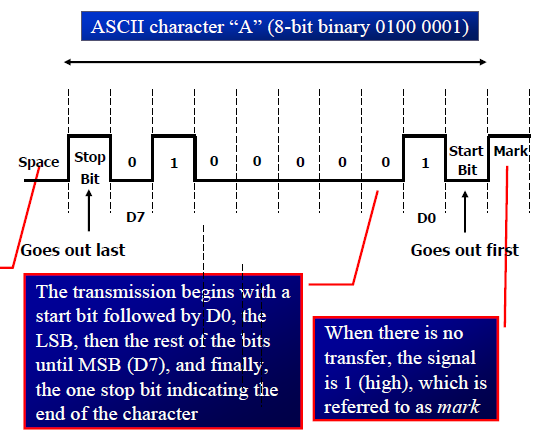 ASCII character “A” (8-bit binary 0100 0001)
Space Stop Bit 0 1 0 0 0 0 0 1 Start Bit Mark
D7 D0
Goes out last Goes out first
The transmission begins with a
start bit followed by D0, the
LSB, then the rest of the bits
until MSB (D7), and finally,
the one stop bit indicating the
end of the character
When there is no
transfer, the signal
is 1 (high), which is
referred to as mark